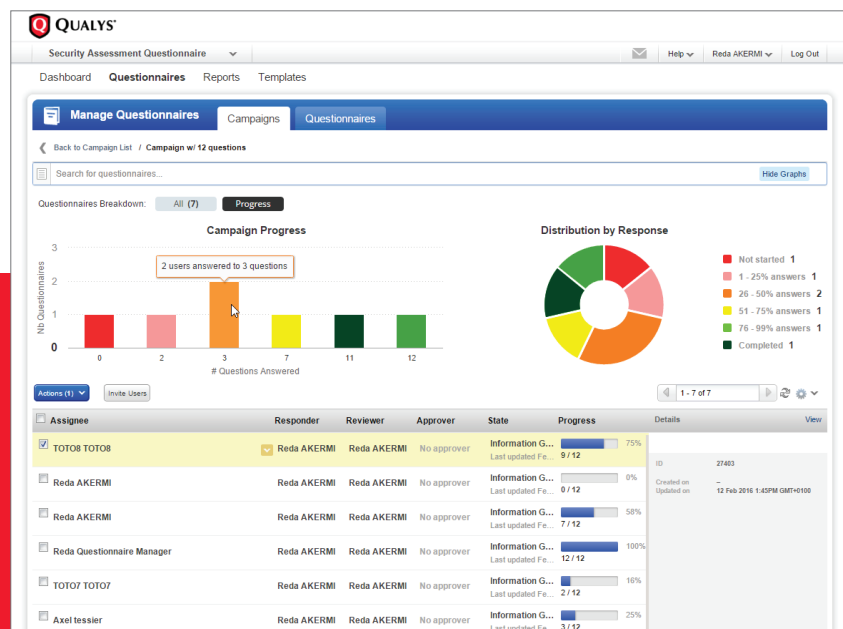 QUALYS
Security Assessment Questionnaire
Help Reda AKERMI Log Out
Dashboard Questionnaires Reports Templates
Manage Questionnaires Campaigns Questionnaires
Back to Campaign List / Campaign w/ 12 questions
Search for questionnaires... Hide Graphs
Questionnaires Breakdown: All (7) Progress
Campaign Progress
Nb Questionnaires
3
2
1
0
2 users answered to 3 questions
0 2 3 7 11 12
# Questions Answered
Distribution by Response
Not started 1
1 - 25% answers 1
26 - 50% answers 2
51 - 75% answers 1
76 - 99% answers 1
Completed 1
Actions (1) Invite Users 1 - 7 of 7
Assignee Responder Reviewer Approver State Progress Details View
TOTO8 TOTO8 Reda AKERMI Reda AKERMI No approver Information G... 75%
Last updated Fe... 9 / 12
ID 27403
Created on –
Updated on 12 Feb 2016 1:45PM GMT+0100
Reda AKERMI Reda AKERMI Reda AKERMI No approver Information G... 0%
Last updated Fe... 0 / 12
Reda AKERMI Reda AKERMI Reda AKERMI No approver Information G... 58%
Last updated Fe... 7 / 12
Reda Questionnaire Manager Reda AKERMI Reda AKERMI No approver Information G... 100%
Last updated Fe... 12 / 12
TOTO7 TOTO7 Reda AKERMI Reda AKERMI No approver Information G... 16%
Last updated Fe... 2 / 12
Axel tessier Reda AKERMI Reda AKERMI No approver Information G... 25%
Last updated Fe... 3 / 12